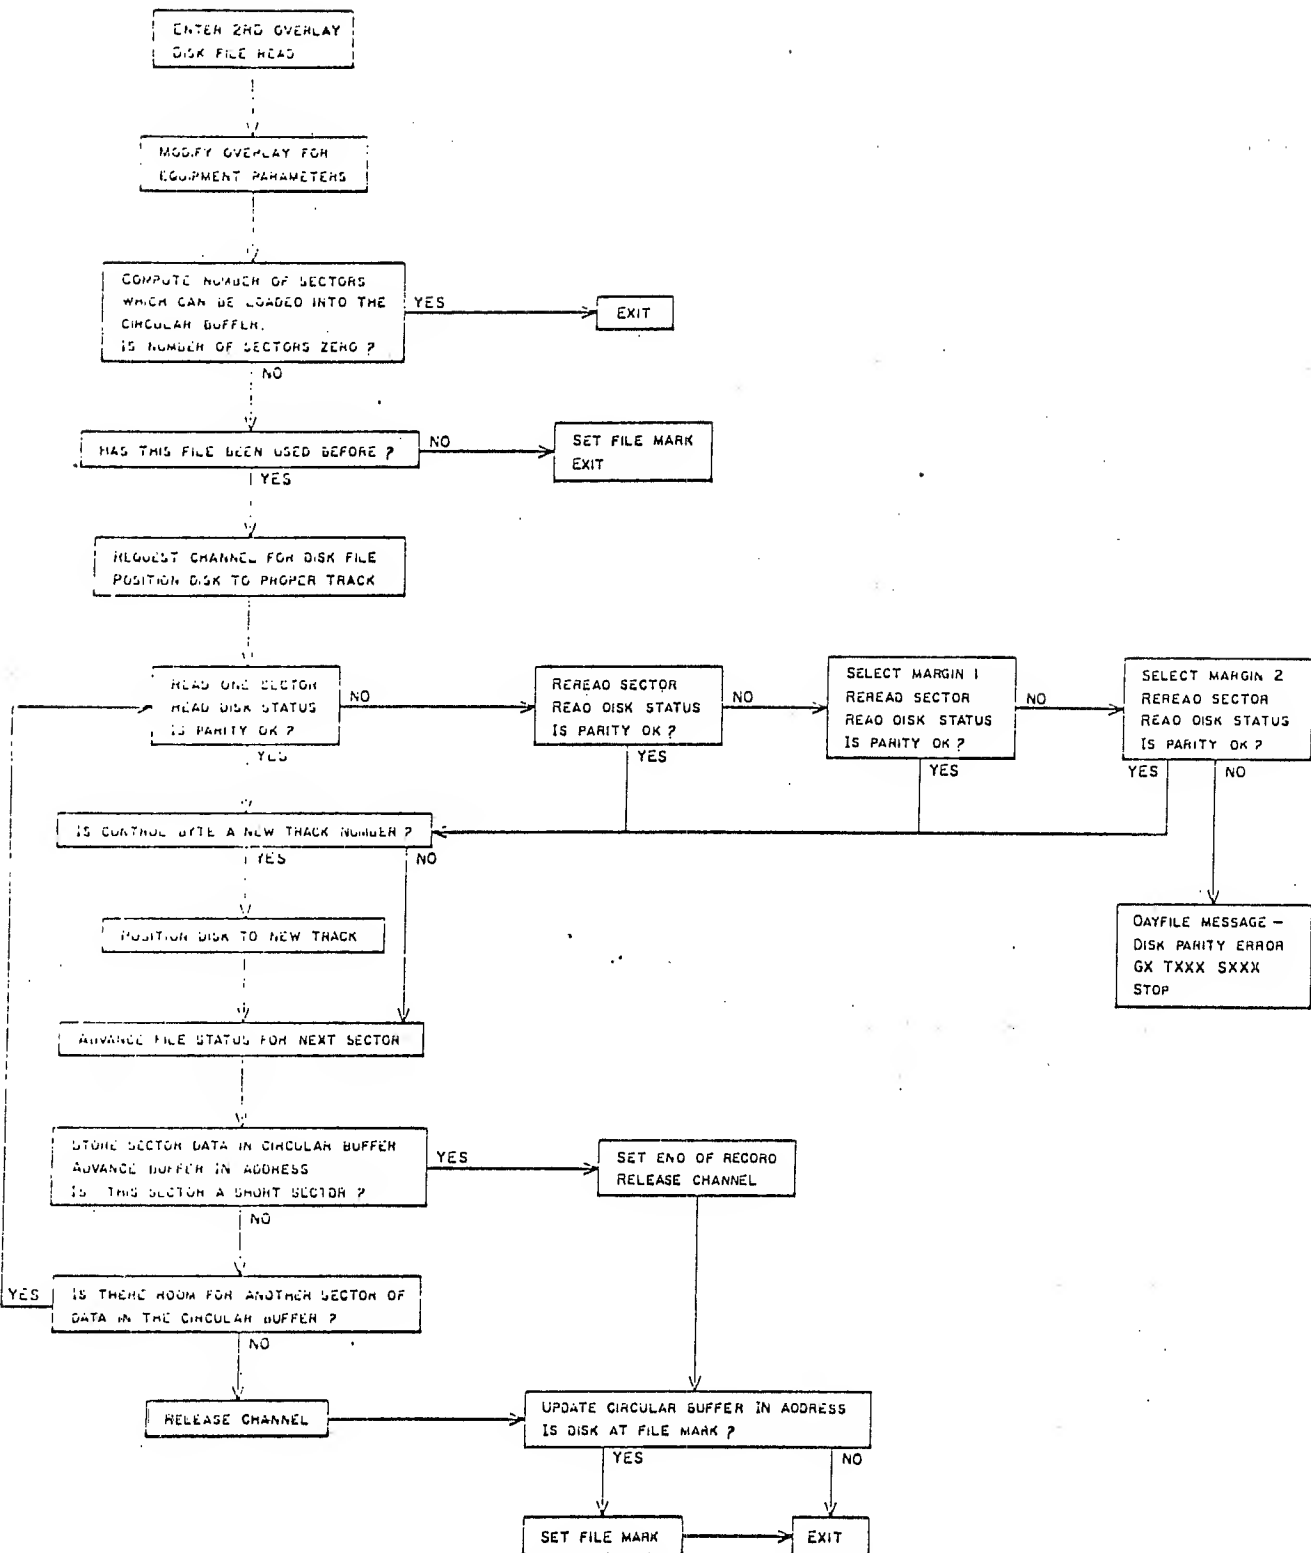 ENTER 2RD OVERLAY
DISK FILE READ
MODIFY OVERLAY FOR
EQUIPMENT PARAMETERS
COMPUTE NUMBER OF SECTORS
WHICH CAN BE LOADED INTO THE
CIRCULAR BUFFER.
IS NUMBER OF SECTORS ZERO ?
YES
EXIT
NO
HAS THIS FILE BEEN USED BEFORE ?
NO
SET FILE MARK
EXIT
YES
REQUEST CHANNEL FOR DISK FILE
POSITION DISK TO PROPER TRACK
READ ONE SECTOR
READ DISK STATUS
IS PARITY OK ?
NO
REREAD SECTOR
READ DISK STATUS
IS PARITY OK ?
NO
SELECT MARGIN 1
REREAD SECTOR
READ DISK STATUS
IS PARITY OK ?
NO
SELECT MARGIN 2
REREAD SECTOR
READ DISK STATUS
IS PARITY OK ?
YES
YES
YES
YES
NO
IS CONTROL BYTE A NEW TRACK NUMBER ?
YES
NO
POSITION DISK TO NEW TRACK
DAYFILE MESSAGE —
DISK PARITY ERROR
GX TXXX SXXX
STOP
ADVANCE FILE STATUS FOR NEXT SECTOR
STORE SECTOR DATA IN CIRCULAR BUFFER
ADVANCE BUFFER IN ADDRESS
IS THIS SECTOR A SHORT SECTOR ?
YES
SET END OF RECORD
RELEASE CHANNEL
NO
YES
IS THERE ROOM FOR ANOTHER SECTOR OF
DATA IN THE CIRCULAR BUFFER ?
NO
RELEASE CHANNEL
UPDATE CIRCULAR BUFFER IN ADDRESS
IS DISK AT FILE MARK ?
YES
NO
SET FILE MARK
EXIT